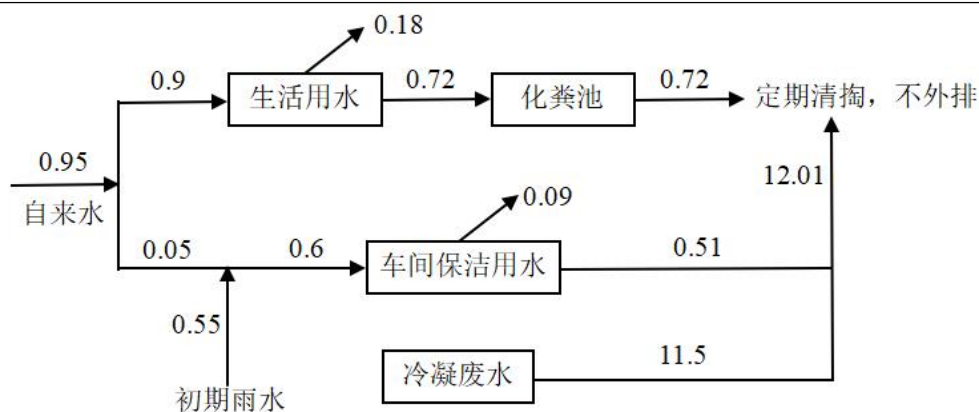 0.18
0.9
生活用水
0.72
化粪池
0.72
定期清掏，不外排
0.95
自来水
12.01
0.09
0.05
0.6
车间保洁用水
0.51
0.55
冷凝废水
11.5
初期雨水